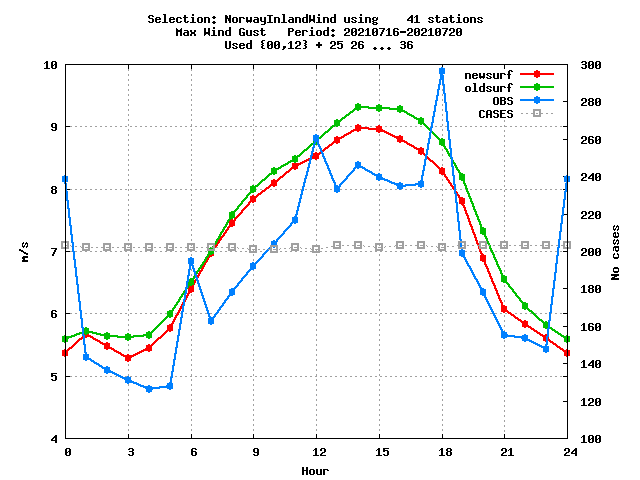 Selection: NorwayInlandWind using    41 stations
Max Wind Gust   Period: 20210716-20210720
Used {00,12} + 25 26 ... 36
10
9
8
7
6
5
4
m/s
300
280
260
240
220
200
180
160
140
120
100
No cases
newsurf
oldsurf
OBS
CASES
0 3 6 9 12 15 18 21 24
Hour